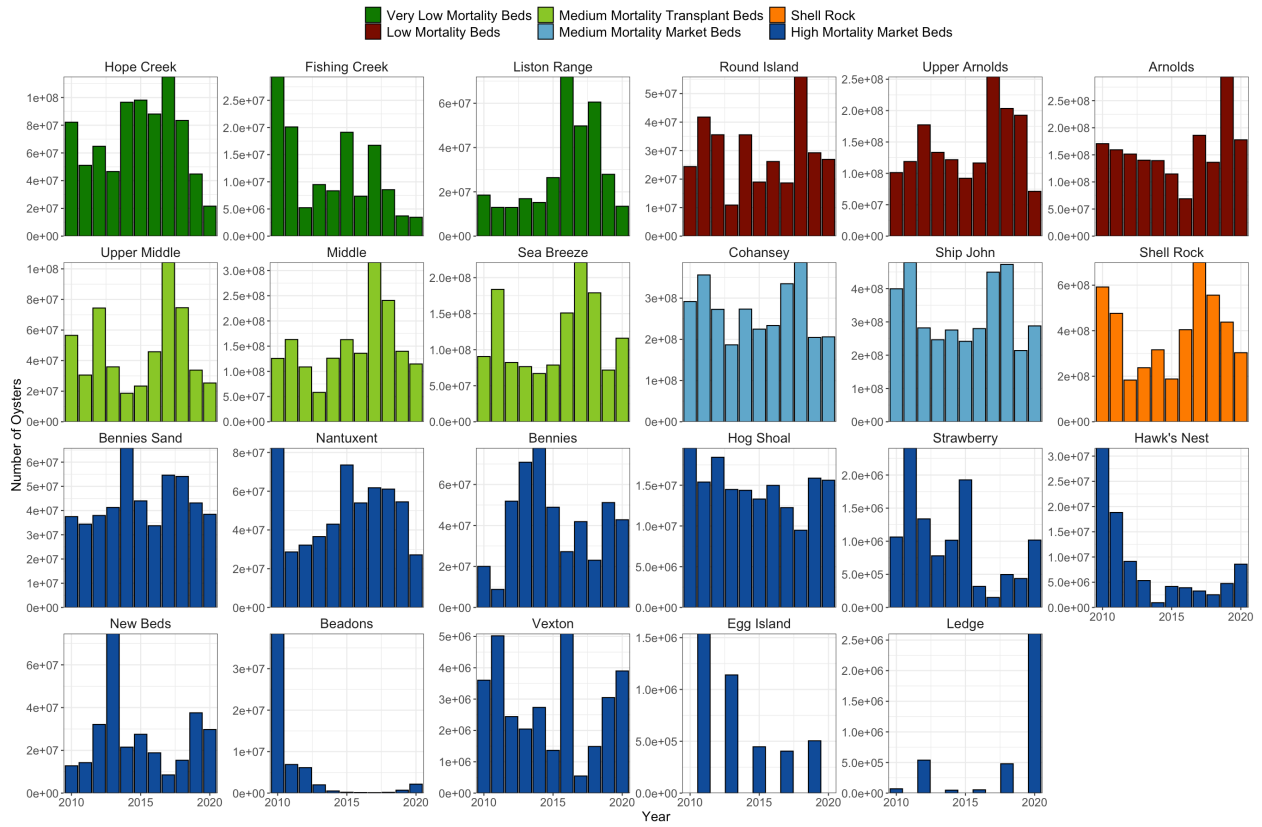 Very Low Mortality Beds Medium Mortality Transplant Beds Shell Rock
Low Mortality Beds Medium Mortality Market Beds High Mortality Market Beds
Hope Creek Fishing Creek Liston Range Round Island Upper Arnolds Arnolds
1e+08
8e+07
6e+07
4e+07
2e+07
0e+00
2.5e+07
2.0e+07
1.5e+07
1.0e+07
5.0e+06
0.0e+00
6e+07
4e+07
2e+07
0e+00
5e+07
4e+07
3e+07
2e+07
1e+07
0e+00
2.5e+08
2.0e+08
1.5e+08
1.0e+08
5.0e+07
0.0e+00
2.5e+08
2.0e+08
1.5e+08
1.0e+08
5.0e+07
0.0e+00
Upper Middle Middle Sea Breeze Cohansey Ship John Shell Rock
1e+08
8e+07
6e+07
4e+07
2e+07
0e+00
3.0e+08
2.5e+08
2.0e+08
1.5e+08
1.0e+08
5.0e+07
0.0e+00
2.0e+08
1.5e+08
1.0e+08
5.0e+07
0.0e+00
3e+08
2e+08
1e+08
0e+00
4e+08
3e+08
2e+08
1e+08
0e+00
6e+08
4e+08
2e+08
0e+00
Number of Oysters
Bennies Sand Nantuxent Bennies Hog Shoal Strawberry Hawk's Nest
6e+07
5e+07
4e+07
3e+07
2e+07
1e+07
0e+00
8e+07
6e+07
4e+07
2e+07
0e+00
6e+07
4e+07
2e+07
0e+00
1.5e+07
1.0e+07
5.0e+06
0.0e+00
2.0e+06
1.5e+06
1.0e+06
5.0e+05
0.0e+00
3.0e+07
2.5e+07
2.0e+07
1.5e+07
1.0e+07
5.0e+06
0.0e+00
2010 2015 2020
New Beds Beadons Vexton Egg Island Ledge
6e+07
4e+07
2e+07
0e+00
3e+07
2e+07
1e+07
0e+00
5e+06
4e+06
3e+06
2e+06
1e+06
0e+00
1.5e+06
1.0e+06
5.0e+05
0.0e+00
2.5e+06
2.0e+06
1.5e+06
1.0e+06
5.0e+05
0.0e+00
2010 2015 2020 2010 2015 2020 2010 2015 2020 2010 2015 2020 2010 2015 2020
Year